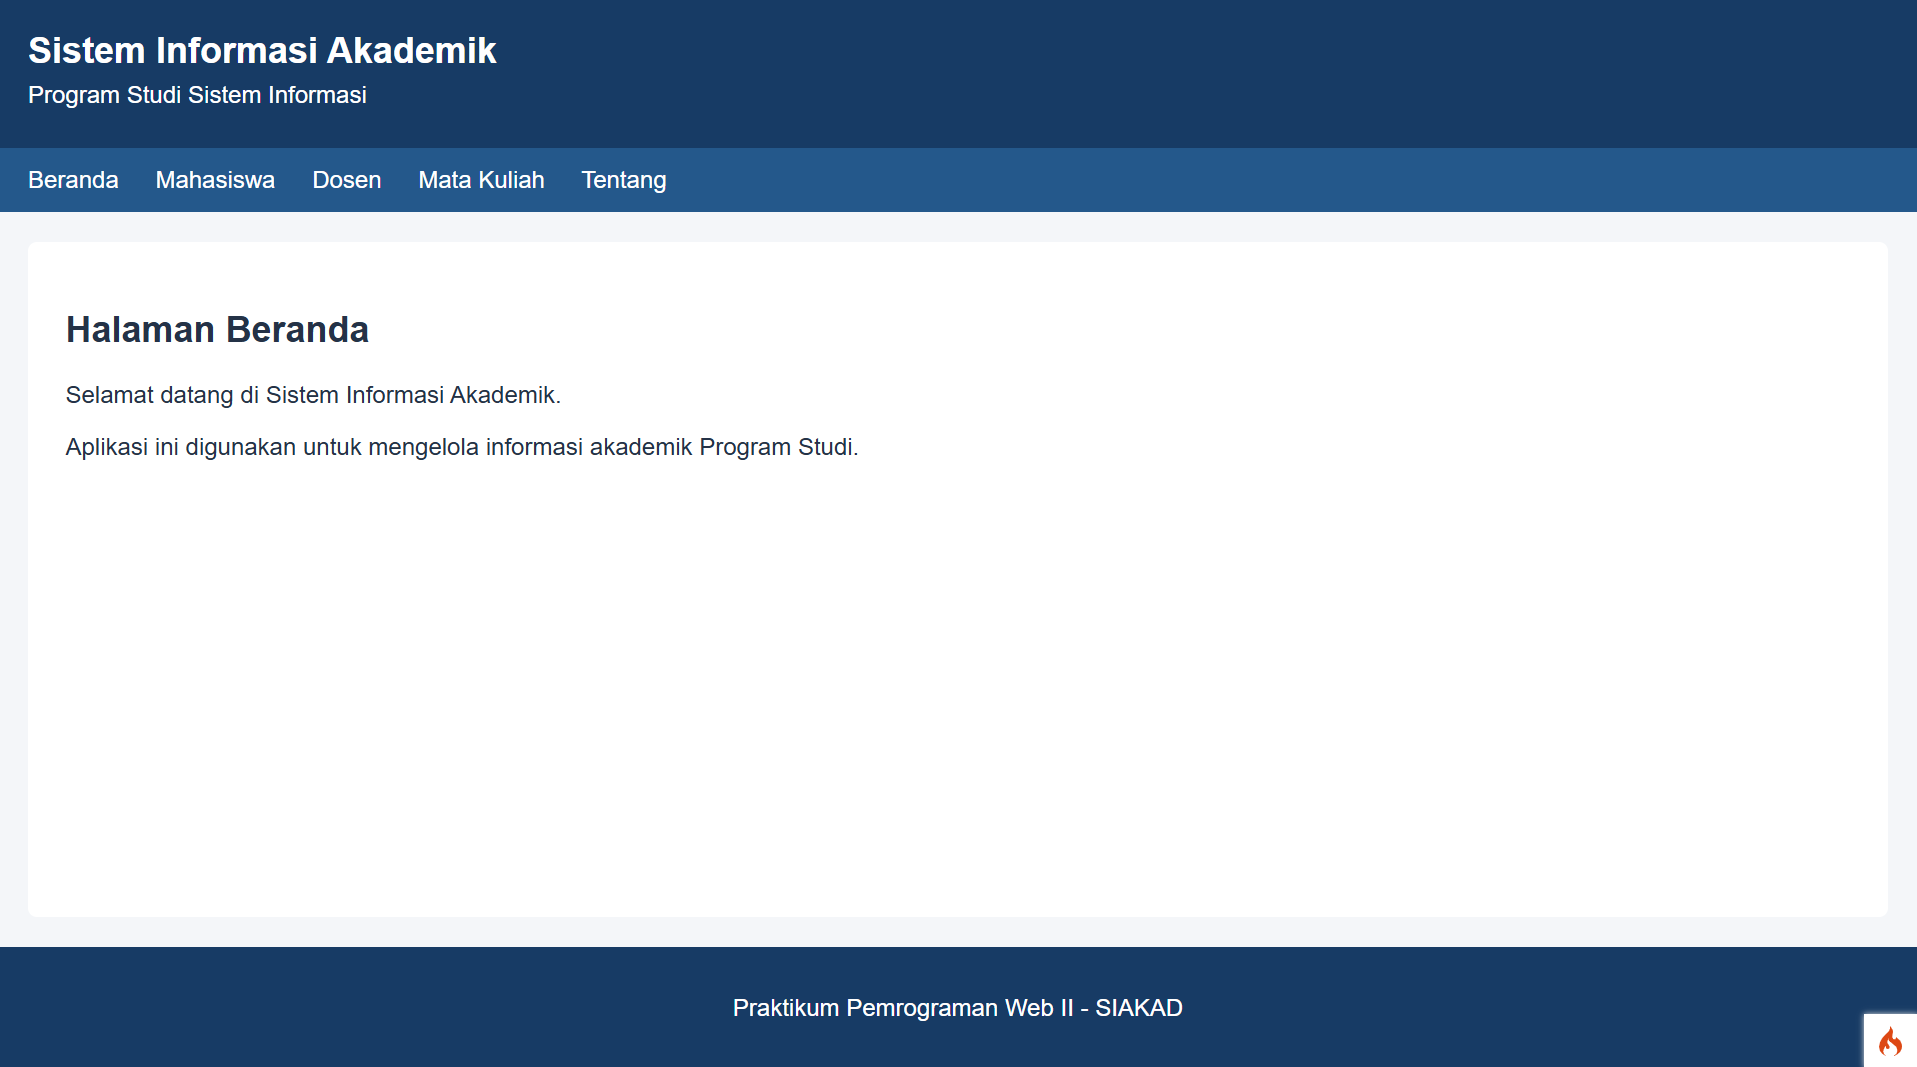 Sistem Informasi Akademik
Program Studi Sistem Informasi
Beranda Mahasiswa Dosen Mata Kuliah Tentang
Halaman Beranda
Selamat datang di Sistem Informasi Akademik.
Aplikasi ini digunakan untuk mengelola informasi akademik Program Studi.
Praktikum Pemrograman Web II - SIAKAD